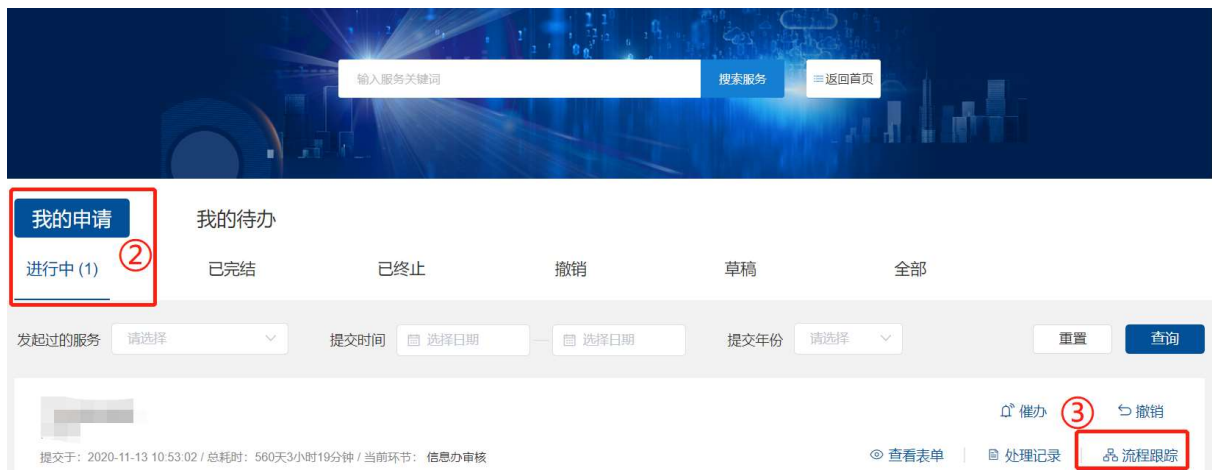 输入服务关键词 搜索服务 返回首页
我的申请 我的待办
②
进行中 (1) 已完结 已终止 撤销 草稿 全部
发起过的服务 请选择 提交时间 选择日期 — 选择日期 提交年份 请选择 重置 查询
催办 ③ 撤销
提交于：2020-11-13 10:53:02 / 总耗时：560天3小时19分钟 / 当前环节：信息办审核 查看表单 处理记录 流程跟踪